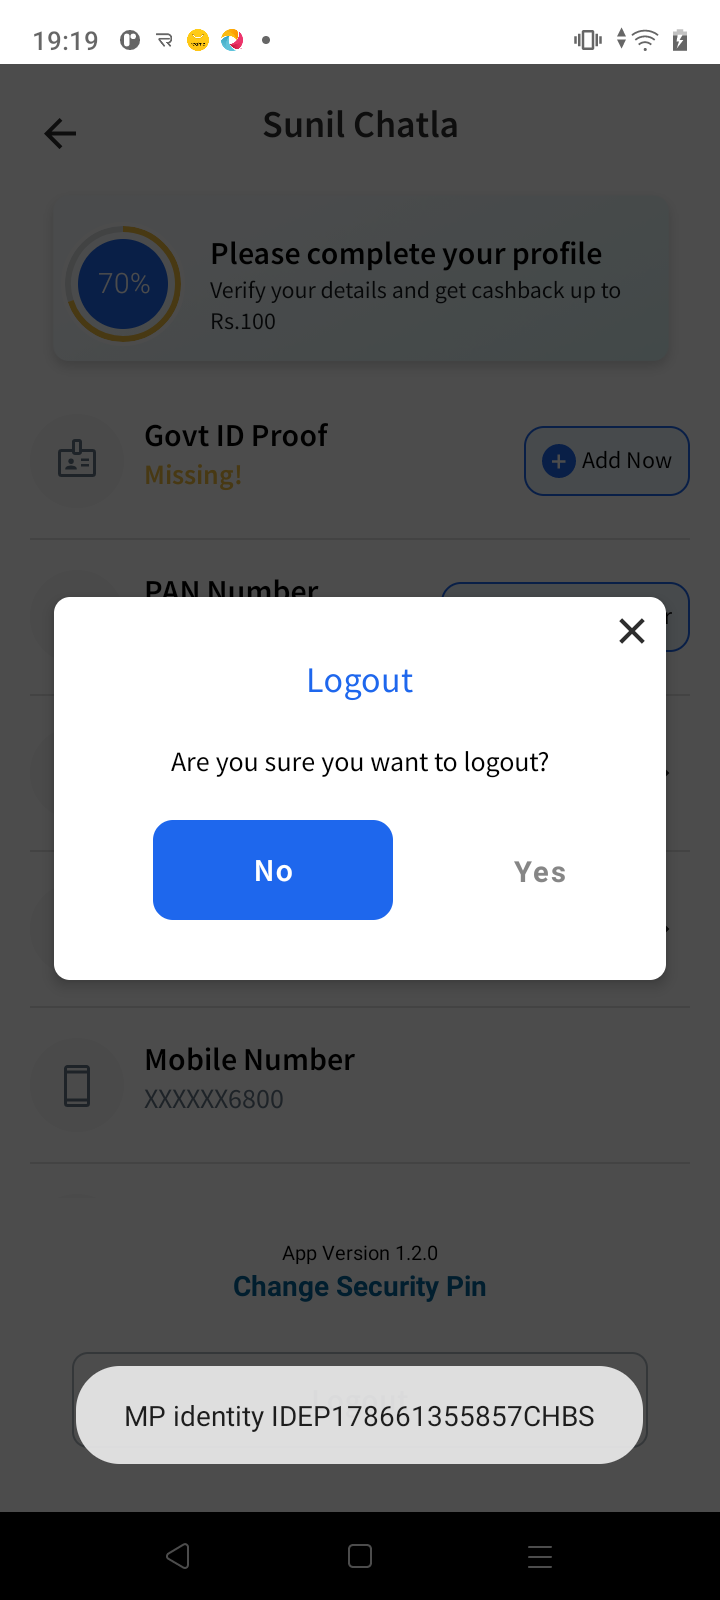 19:19
Sunil Chatla
70%
Please complete your profile
Verify your details and get cashback up to
Rs.100
Govt ID Proof
Missing!
Add Now
PAN Number
Logout
Are you sure you want to logout?
No
Yes
Mobile Number
XXXXXX6800
App Version 1.2.0
Change Security Pin
Logout
MP identity IDEP178661355857CHBS